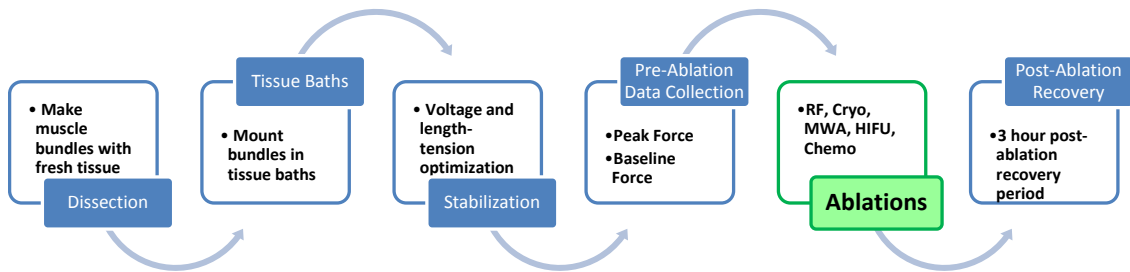 • Make
muscle
bundles with
fresh tissue
Dissection
Tissue Baths
• Mount
bundles in
tissue baths
• Voltage and
length-
tension
optimization
Stabilization
Pre-Ablation
Data Collection
• Peak Force
• Baseline
Force
•RF, Cryo,
MWA, HIFU,
Chemo
Ablations
Post-Ablation
Recovery
•3 hour post-
ablation
recovery
period